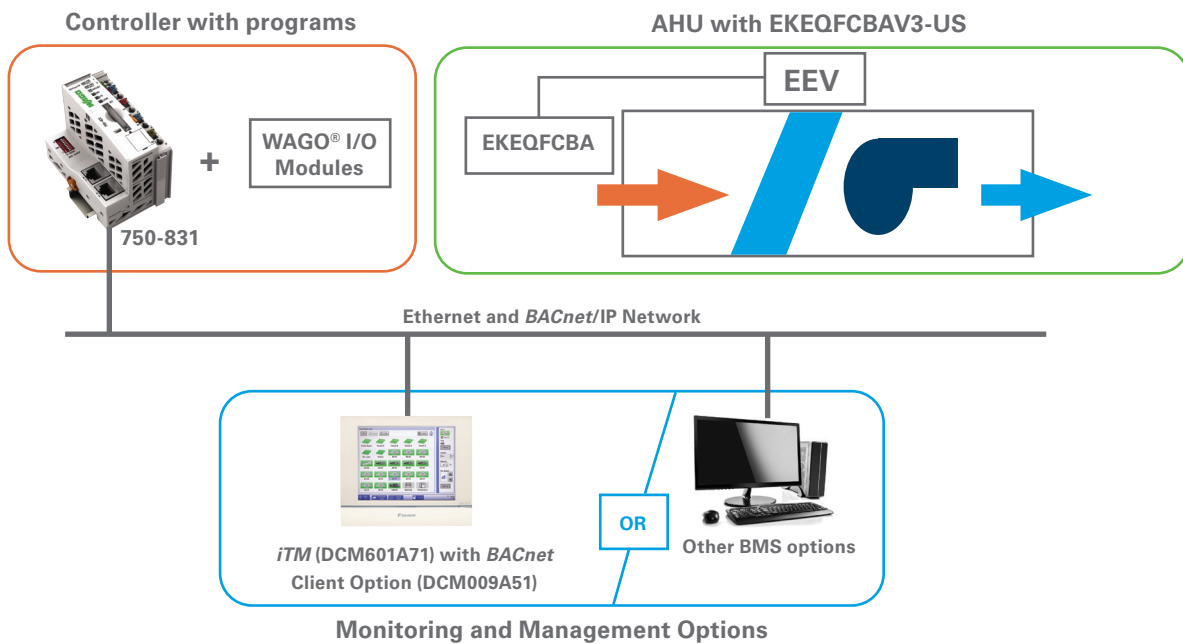 Controller with programs
AHU with EKEQFCBAV3-US
EEV
EKEQFCBA
WAGO® I/O
Modules
+
750-831
Ethernet and BACnet/IP Network
OR
iTM (DCM601A71) with BACnet
Client Option (DCM009A51)
Other BMS options
Monitoring and Management Options